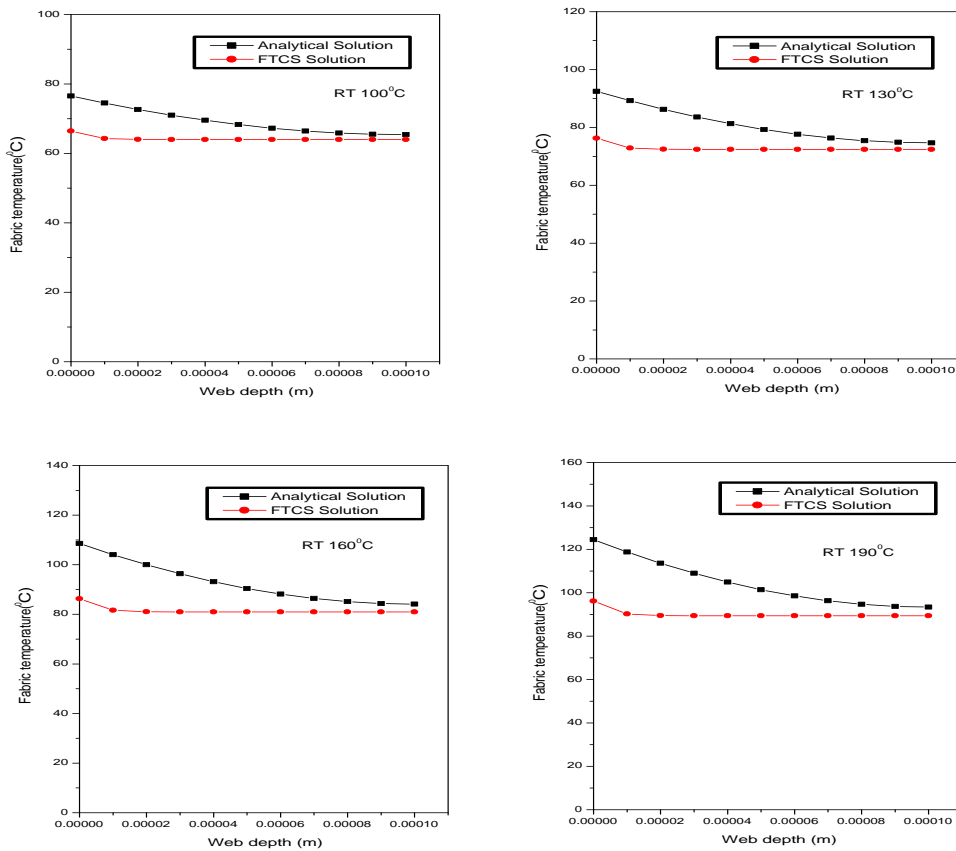 100
80
60
40
20
0
Fabric temperature(⁰C)
Analytical Solution
FTCS Solution
RT 100°C
0.00000 0.00002 0.00004 0.00006 0.00008 0.00010
Web depth (m)
120
100
80
60
40
20
0
Fabric temperature(⁰C)
Analytical Solution
FTCS Solution
RT 130°C
0.00000 0.00002 0.00004 0.00006 0.00008 0.00010
Web depth (m)
140
120
100
80
60
40
20
0
Fabric temperature(⁰C)
Analytical Solution
FTCS Solution
RT 160°C
0.00000 0.00002 0.00004 0.00006 0.00008 0.00010
Web depth (m)
160
140
120
100
80
60
40
20
0
Fabric temperature(⁰C)
Analytical Solution
FTCS Solution
RT 190°C
0.00000 0.00002 0.00004 0.00006 0.00008 0.00010
Web depth (m)